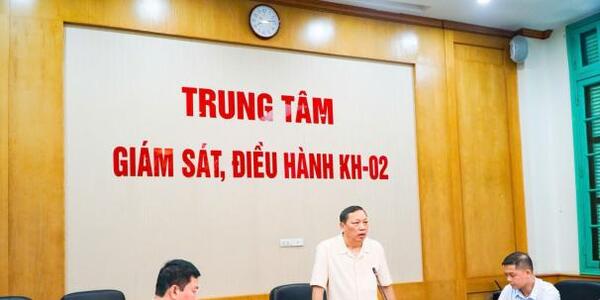 TRUNG TÂM
GIÁM SÁT, ĐIỀU HÀNH KH-02